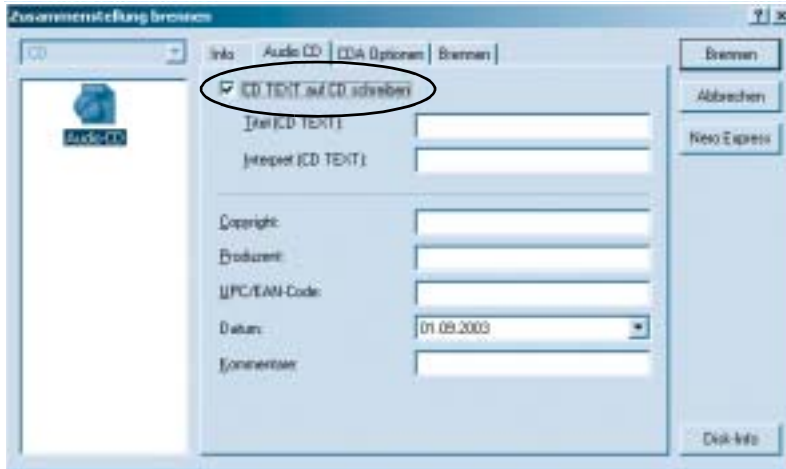 Zusammenstellung brennen
CD
Info Audio CD CDA Optionen Brennen
Brennen
CD TEXT auf CD schreiben
Abbrechen
Audio-CD
Titel (CD TEXT):
Nero Express
Interpret (CD TEXT):
Copyright:
Produzent:
UPC/EAN-Code:
Datum: 01.09.2003
Kommentar:
Disk-Info